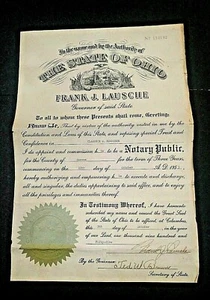 In the name and by the Authority of
THE STATE OF OHIO
FRANK J. LAUSCHE
Governor of said State
To all to whom these Presents shall come, Greeting:
Know Ye, That by virtue of the authority vested in me by the
Constitution and Laws of this State, and reposing special Trust and
Confidence in
I do appoint and commission
Notary Public,
for the County of for the Term of Three Years,
commencing on the day of A.D. 195
hereby authorizing and empowering to execute and discharge,
all and singular, the duties appertaining to said office, and to enjoy
all the privileges and immunities thereof.
In Testimony Whereof, I have hereunto
subscribed my name and caused the Great Seal
of the State of Ohio to be affixed, at Columbus,
this day of in the year
of our Lord one thousand nine hundred and
By the Governor:
Ted W. Brown
Secretary of State.